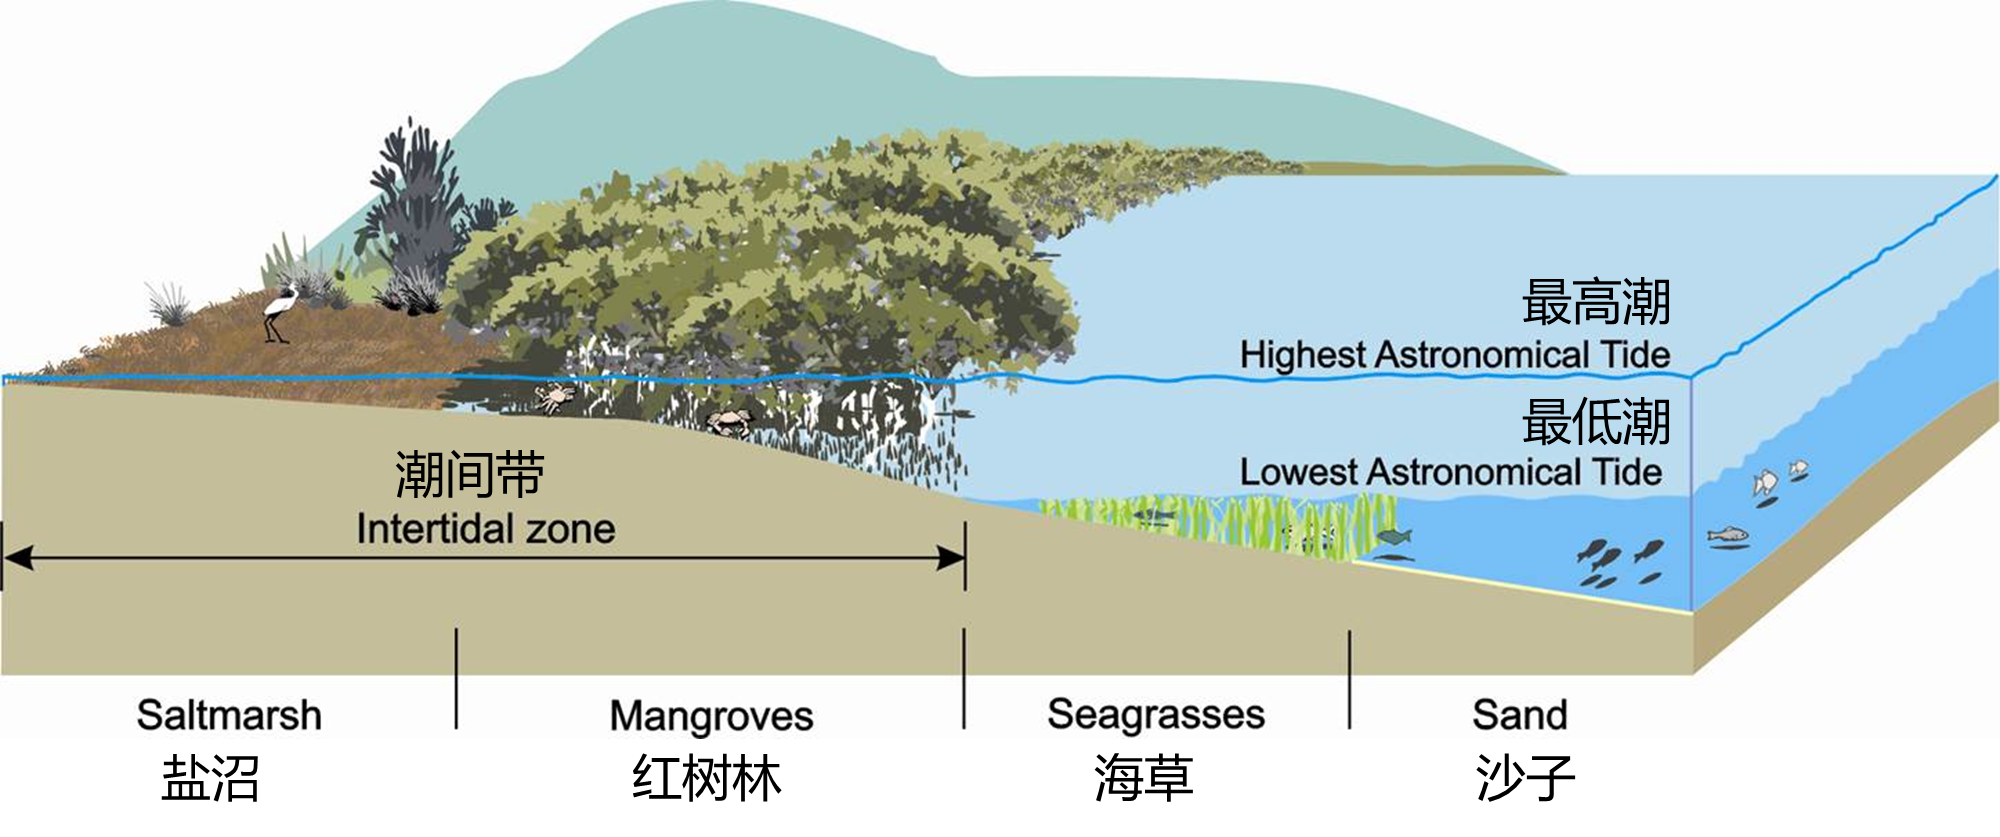 最高潮
Highest Astronomical Tide
最低潮
Lowest Astronomical Tide
潮间带
Intertidal zone
Saltmarsh
Mangroves
Seagrasses
Sand
盐沼
红树林
海草
沙子